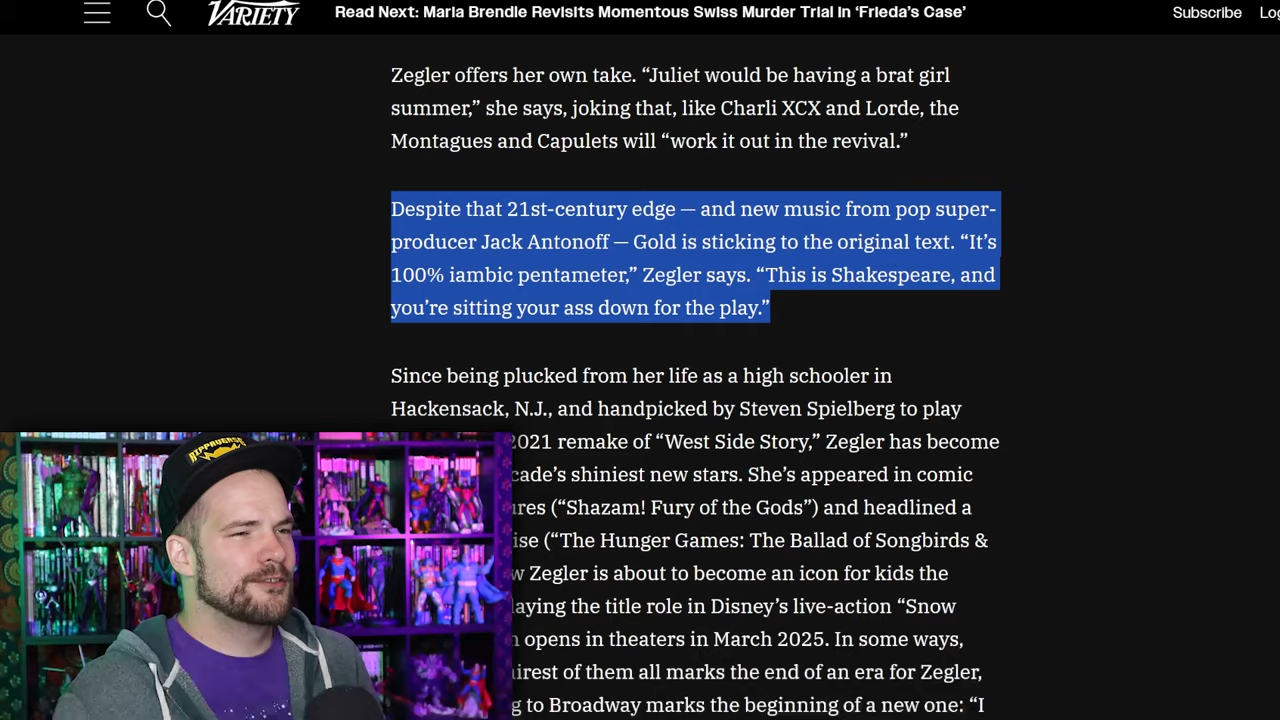 VARIETY
Read Next: Maria Brendle Revisits Momentous Swiss Murder Trial in ‘Frieda’s Case’
Subscribe
Zegler offers her own take. “Juliet would be having a brat girl
summer,” she says, joking that, like Charli XCX and Lorde, the
Montagues and Capulets will “work it out in the revival.”
Despite that 21st-century edge — and new music from pop super-
producer Jack Antonoff — Gold is sticking to the original text. “It’s
100% iambic pentameter,” Zegler says. “This is Shakespeare, and
you’re sitting your ass down for the play.”
Since being plucked from her life as a high schooler in
Hackensack, N.J., and handpicked by Steven Spielberg to play
2021 remake of “West Side Story,” Zegler has become
shiniest new stars. She’s appeared in comic
(“Shazam! Fury of the Gods”) and headlined a
(“The Hunger Games: The Ballad of Songbirds &
Zegler is about to become an icon for kids the
the title role in Disney’s live-action “Snow
opens in theaters in March 2025. In some ways,
of them all marks the end of an era for Zegler,
to Broadway marks the beginning of a new one: “I
RIPPAVERSE